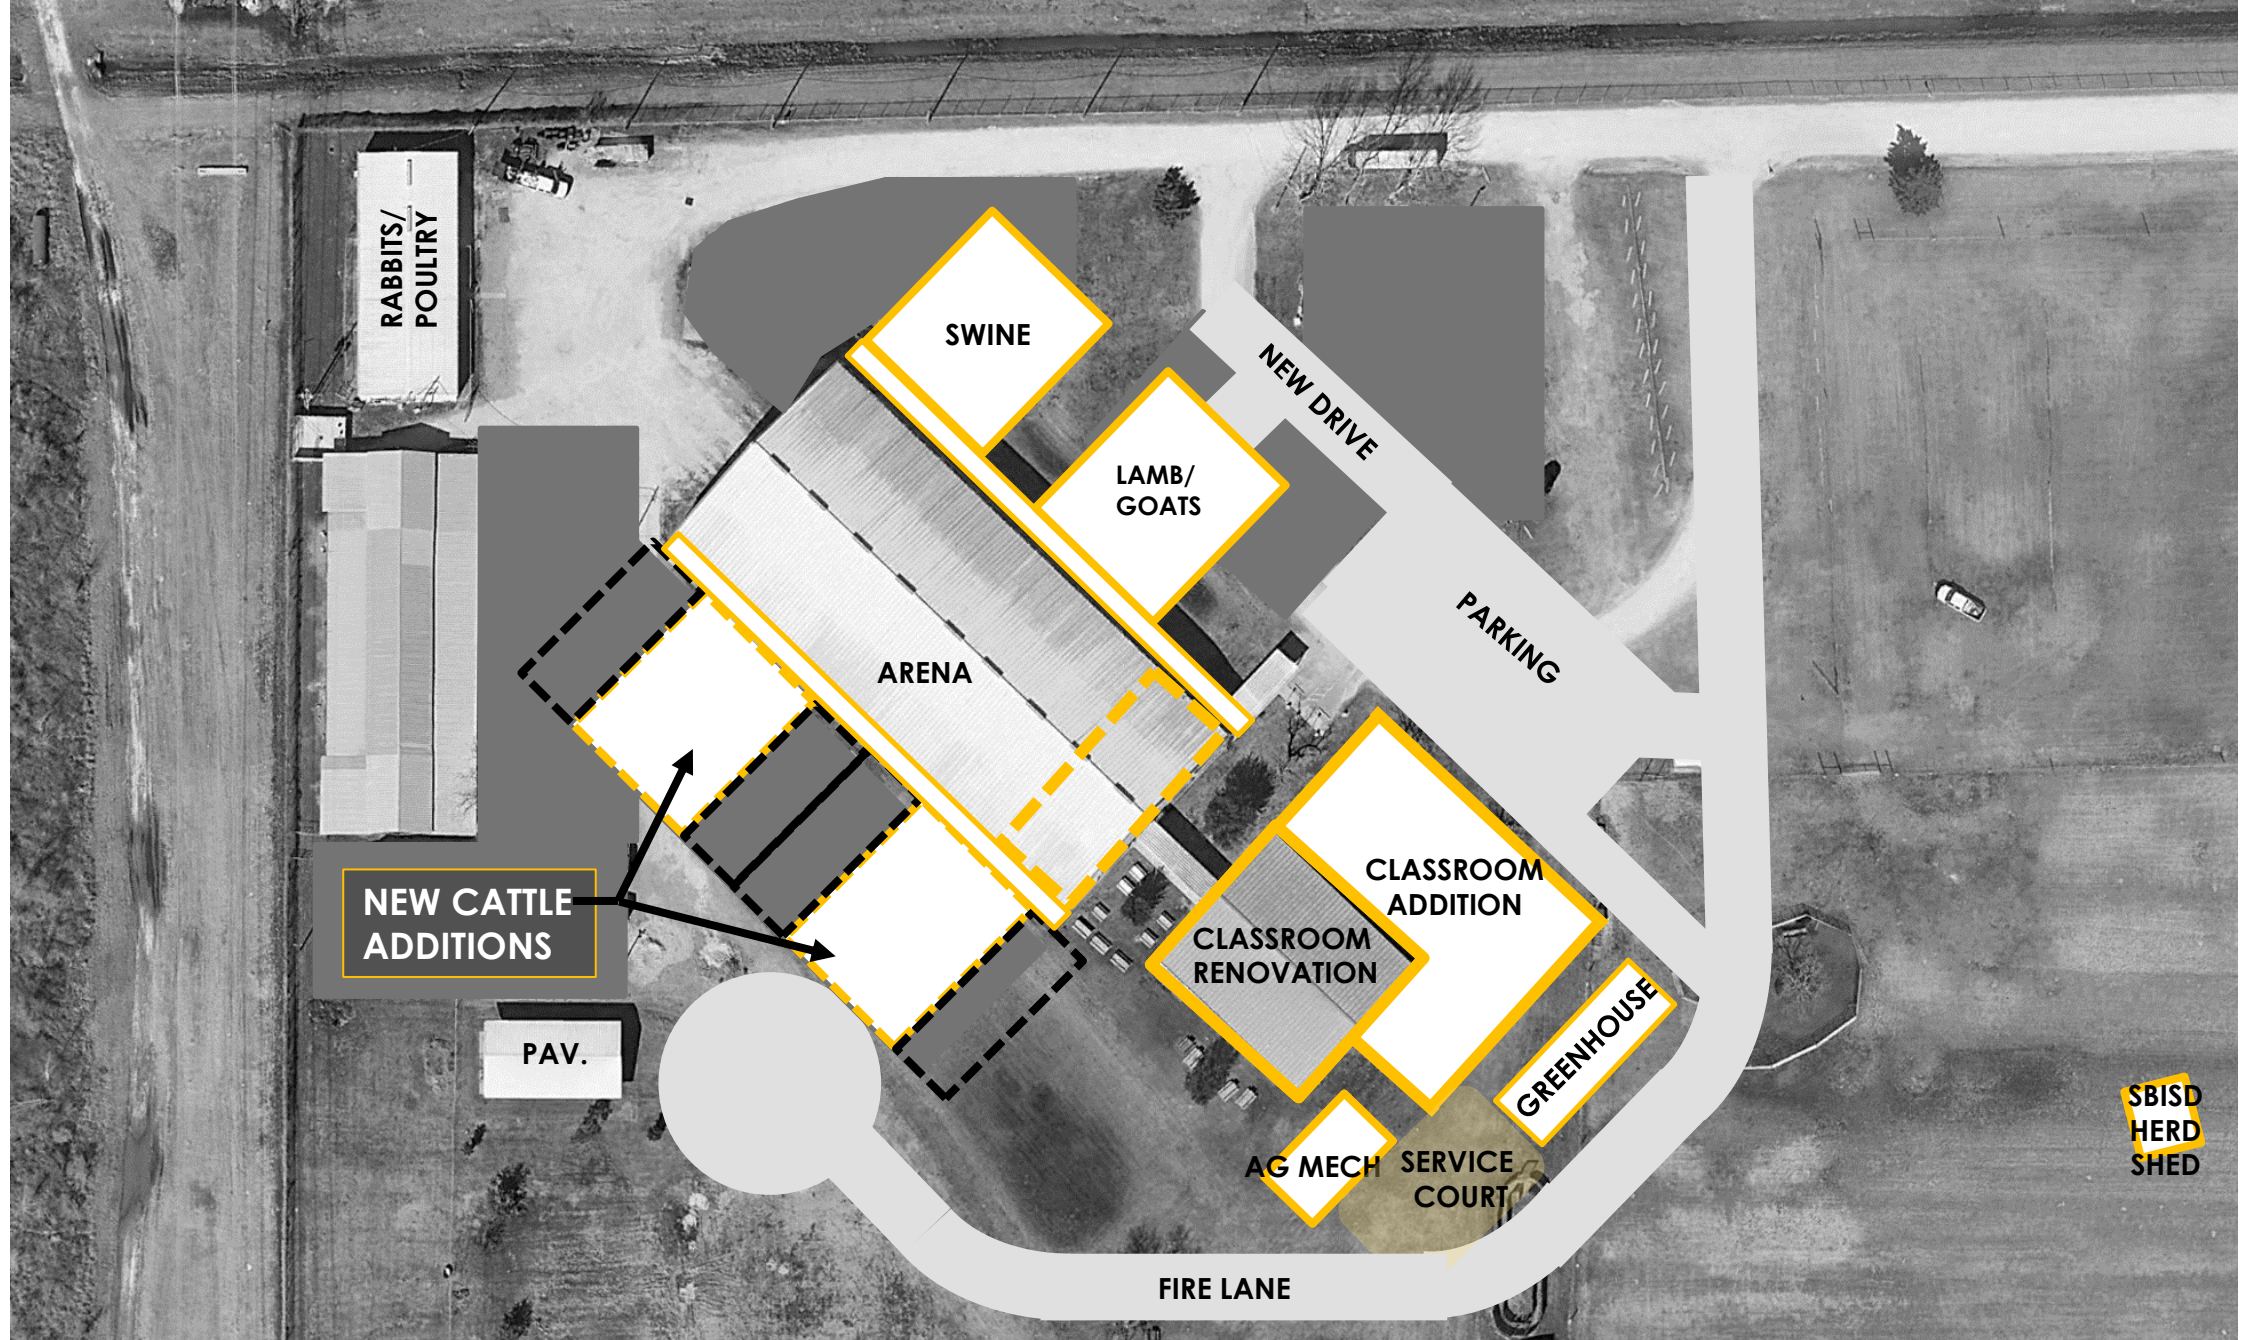 RABBITS/
POULTRY
SWINE
NEW DRIVE
LAMB/
GOATS
PARKING
ARENA
NEW CATTLE
ADDITIONS
CLASSROOM
ADDITION
CLASSROOM
RENOVATION
GREENHOUSE
PAV.
AG MECH
SERVICE
COURT
SBISD
HERD
SHED
FIRE LANE